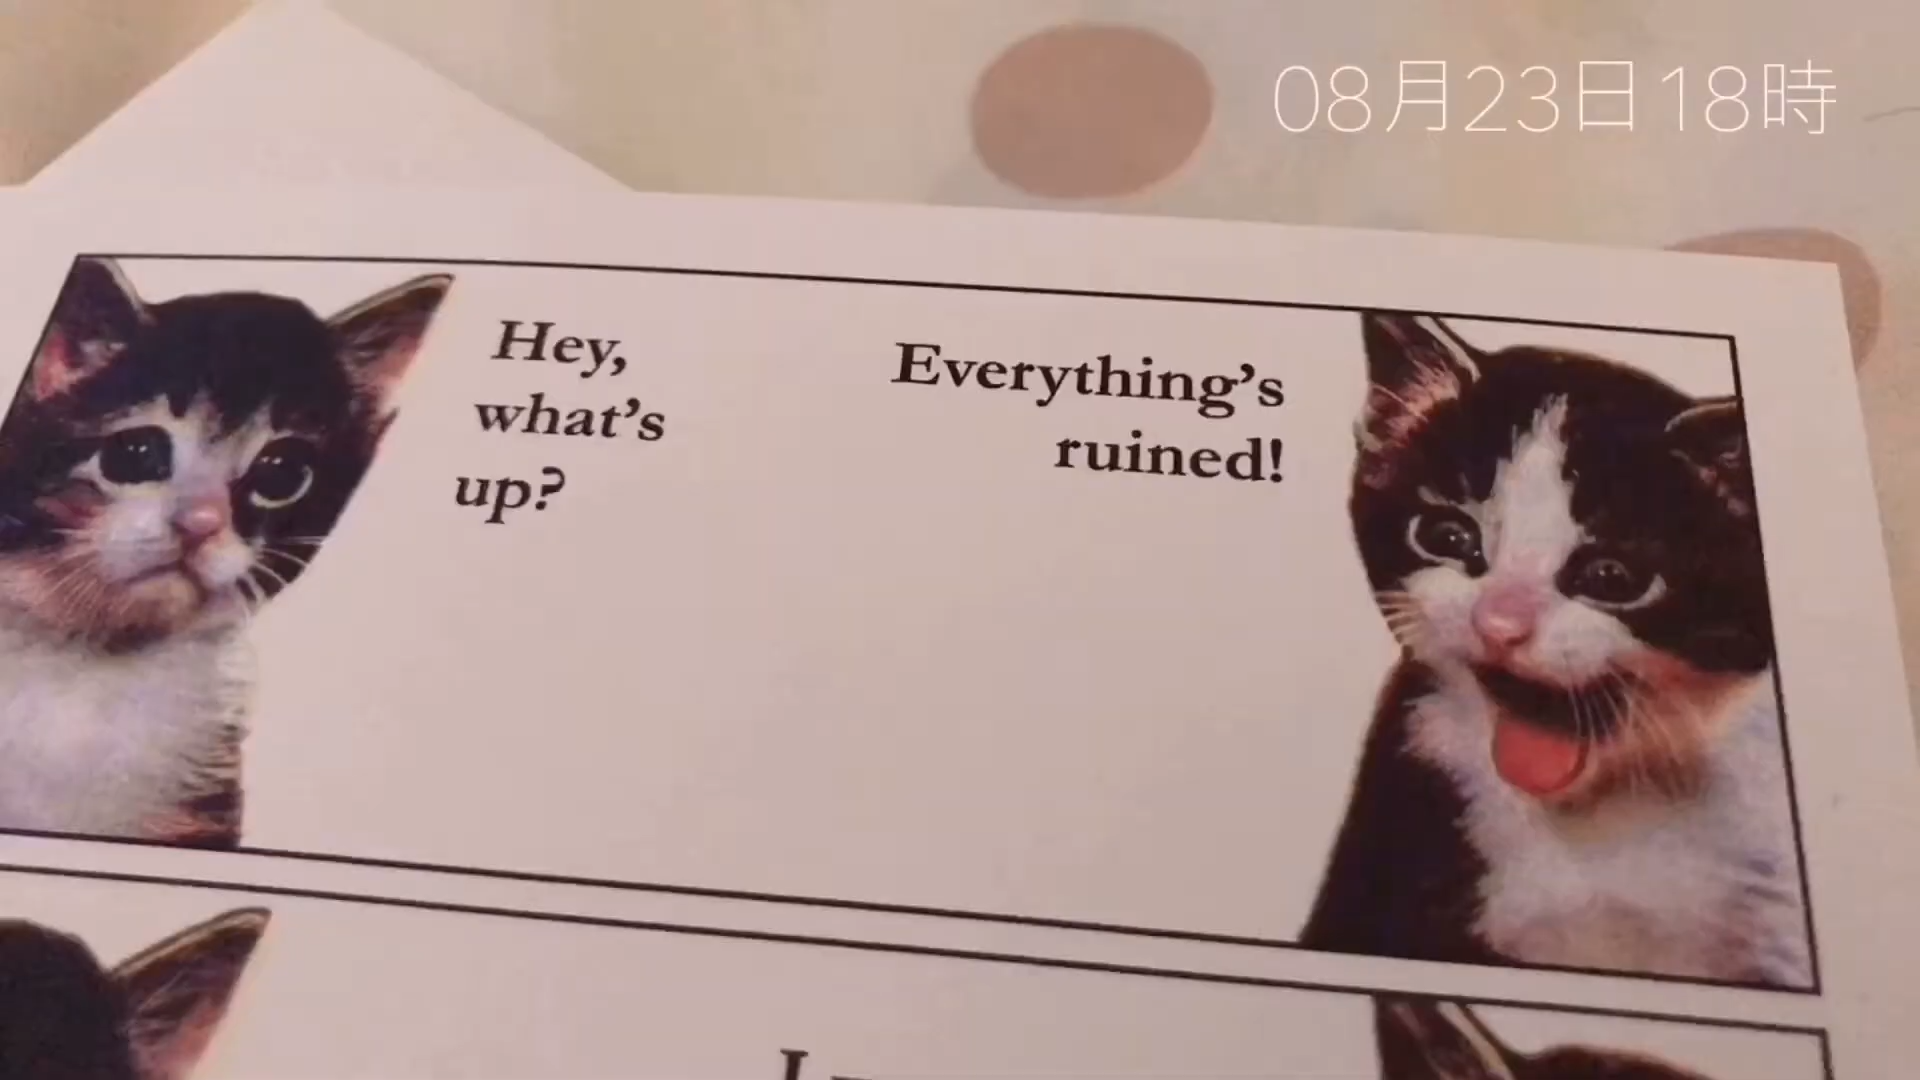 08月23日18時
Hey,
what's
up?
Everything's
ruined!
I